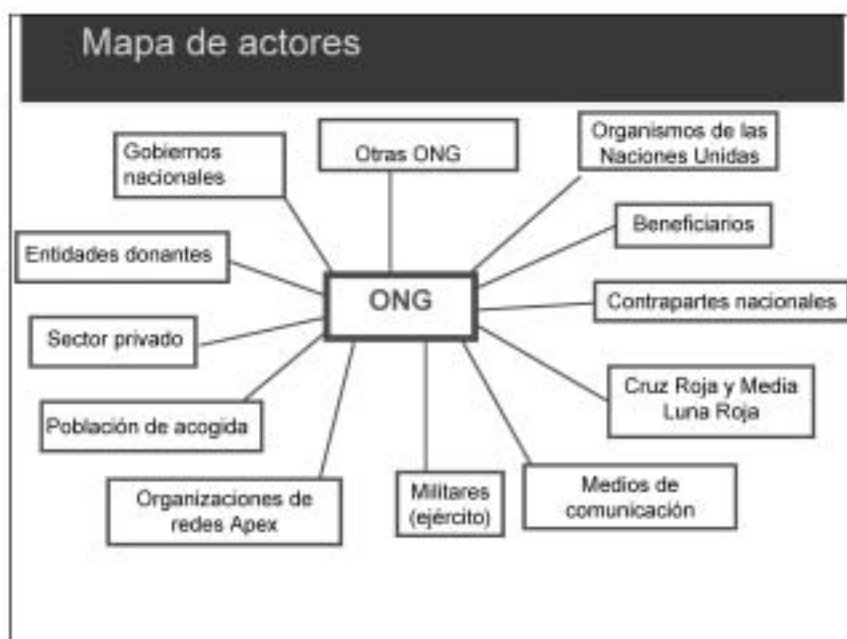 Mapa de actores
Gobiernos
nacionales
Otras ONG
Organismos de las
Naciones Unidas
Entidades donantes
Beneficiarios
ONG
Contrapartes nacionales
Sector privado
Cruz Roja y Media
Luna Roja
Población de acogida
Organizaciones de
redes Apex
Militares
(ejército)
Medios de
comunicación